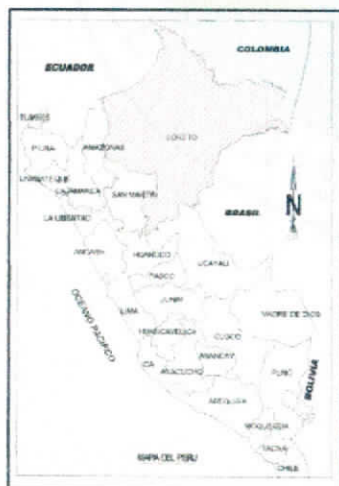 COLOMBIA
ECUADOR
TUMBES
PIURA
LORETO
AMAZONAS
LAMBAYEQUE
CAJAMARCA
SAN MARTIN
LA LIBERTAD
BRASIL
N
ANCASH
HUANUCO
UCAYALI
PASCO
JUNIN
LIMA
MADRE DE DIOS
OCEANO PACIFICO
HUANCAVELICA
CUSCO
ABANCAY
ICA
AYACUCHO
PUNO
BOLIVIA
AREQUIPA
MOQUEGUA
TACNA
MAPA DEL PERU
CHILE